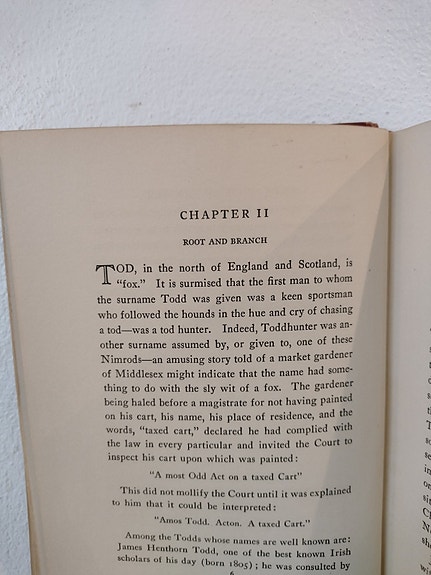 CHAPTER II
ROOT AND BRANCH
TOD, in the north of England and Scotland, is
"fox." It is surmised that the first man to whom
the surname Todd was given was a keen sportsman
who followed the hounds in the hue and cry of chasing
a tod—was a tod hunter. Indeed, Toddhunter was an-
other surname assumed by, or given to, one of these
Nimrods—an amusing story told of a market gardener
of Middlesex might indicate that the name had some-
thing to do with the sly wit of a fox. The gardener
being haled before a magistrate for not having painted
on his cart, his name, his place of residence, and the
words, "taxed cart," declared he had complied with
the law in every particular and invited the Court to
inspect his cart upon which was painted:
"A most Odd Act on a taxed Cart"
This did not mollify the Court until it was explained
to him that it could be interpreted:
"Amos Todd. Acton. A taxed Cart."
Among the Todds whose names are well known are:
James Henthorn Todd, one of the best known Irish
scholars of his day (born 1805); he was consulted by
6